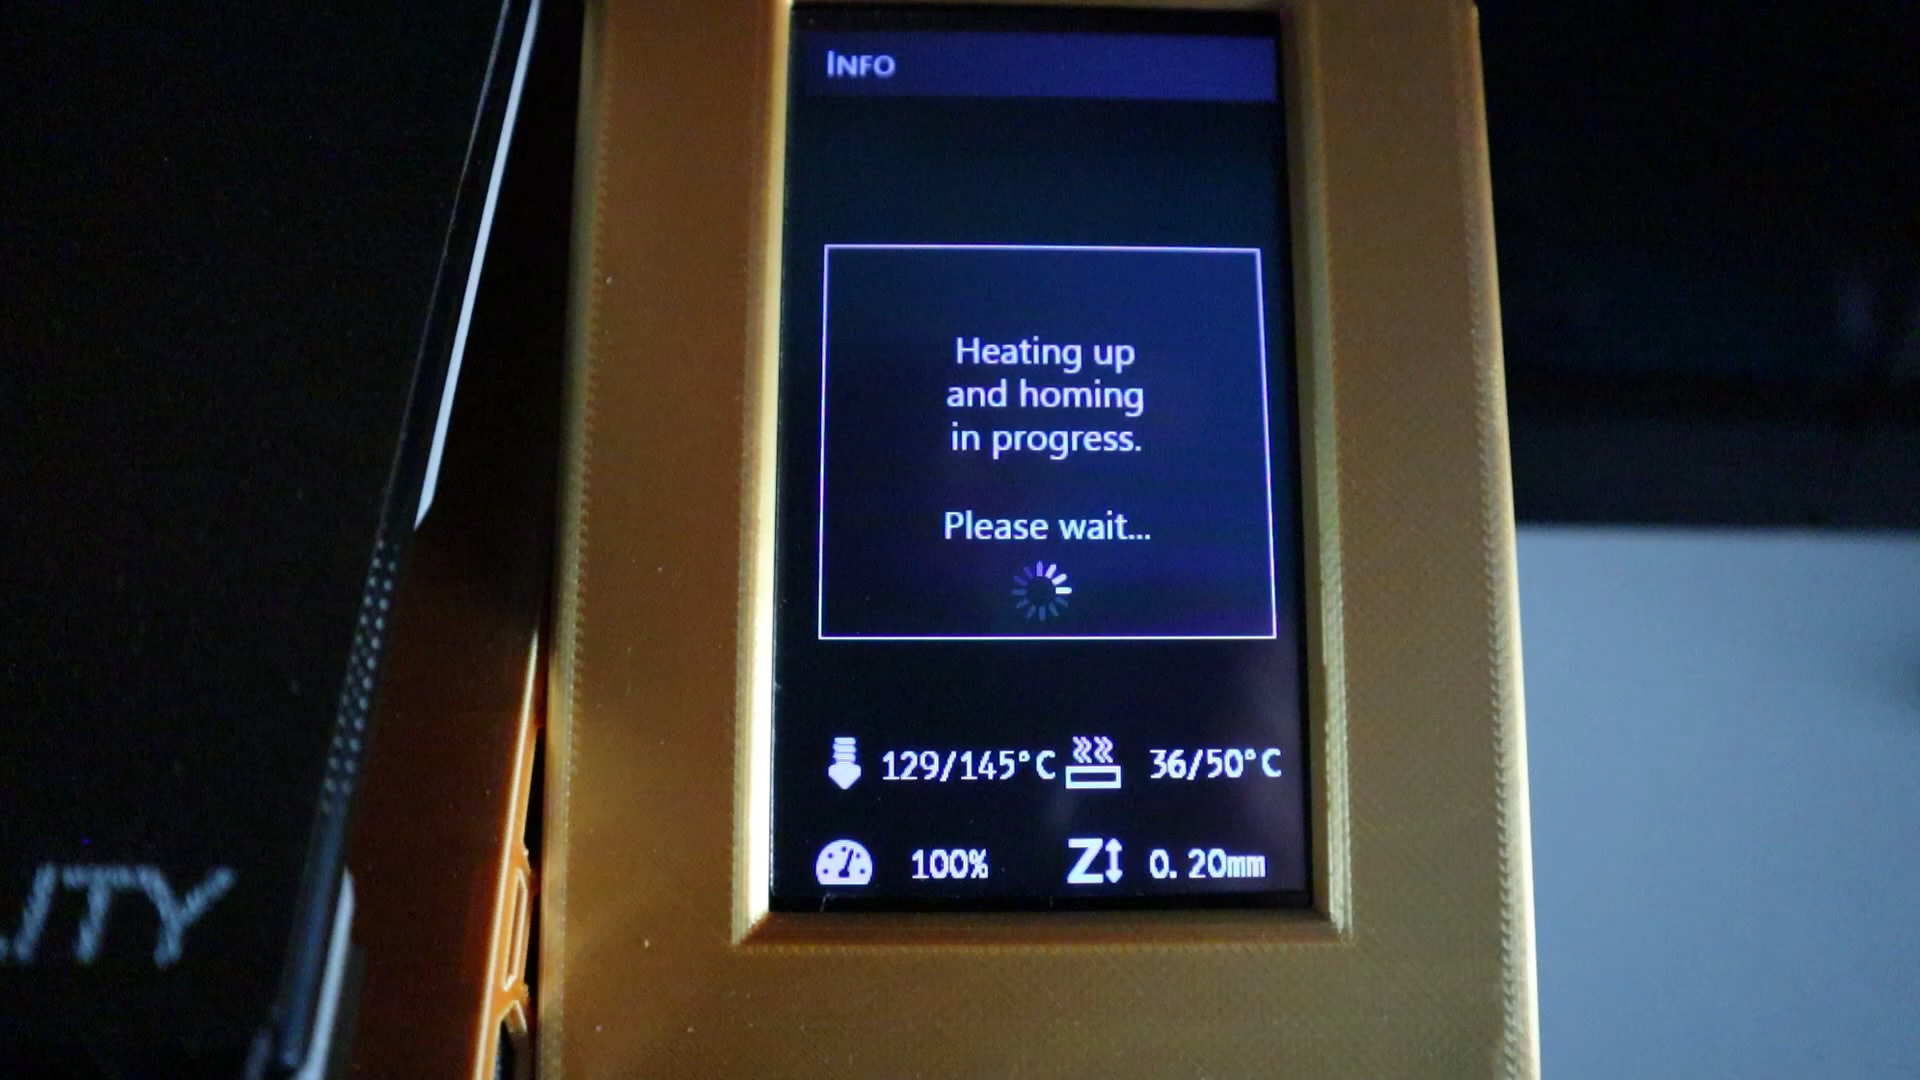 INFO
Heating up
and homing
in progress.
Please wait...
129/145°C 36/50°C
100% Z 0.20mm
ITY